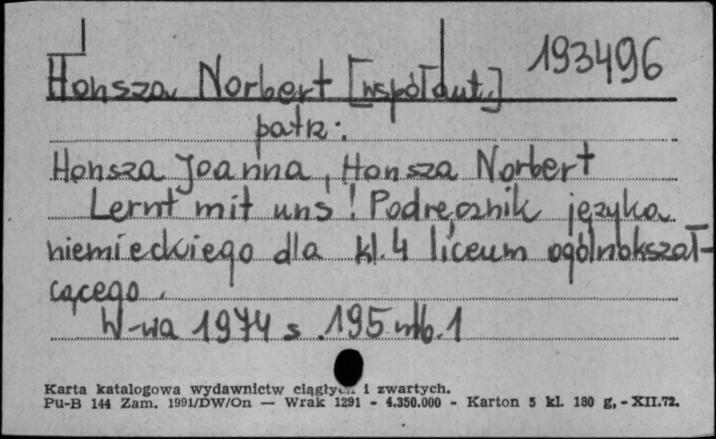 193496
Honsza Norbert [współaut.]
patrz:
Honsza Joanna, Honsza Norbert
Lernt mit uns! Podręcznik języka
niemieckiego dla kl. 4 liceum ogólnokształ-
cącego.
W-wa 1974 s. 195 nlb. 1
Karta katalogowa wydawnictw ciągłych i zwartych.
Pu-B 144 Zam. 1991/DW/On — Wrak 1291 - 4.350.000 - Karton 5 kl. 180 g, - XII.72.